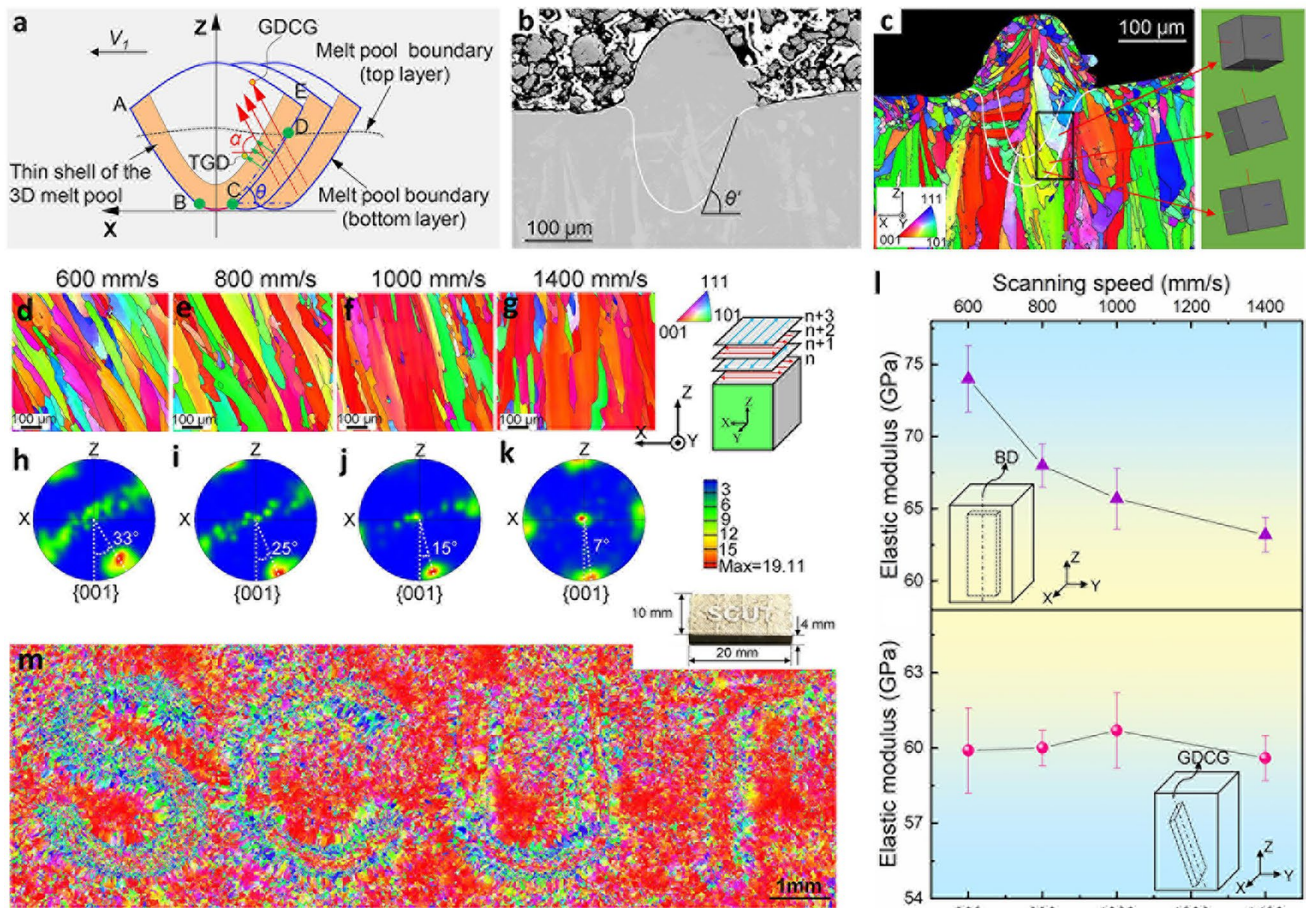 a
V1
Z
GDCG
Melt pool boundary
(top layer)
A
E
D
α
TGD
Thin shell of the
3D melt pool
B
C
θ
Melt pool boundary
(bottom layer)
X
b
θ'
100 µm
c
100 µm
Z
X
Y
111
001
101
600 mm/s
800 mm/s
1000 mm/s
1400 mm/s
d
100 µm
e
100 µm
f
100 µm
g
100 µm
111
101
001
n+3
n+2
n+1
n
Z
X
Y
Z
X
Y
h
Z
X
33°
{001}
i
Z
X
25°
{001}
j
Z
X
15°
{001}
k
Z
X
7°
{001}
3
6
9
12
15
Max=19.11
SCUT
10 mm
4 mm
20 mm
m
1mm
l
Scanning speed (mm/s)
600 800 1000 1200 1400
Elastic modulus (GPa)
75
70
65
60
BD
Z
X
Y
Elastic modulus (GPa)
63
60
57
54
GDCG
Z
X
Y